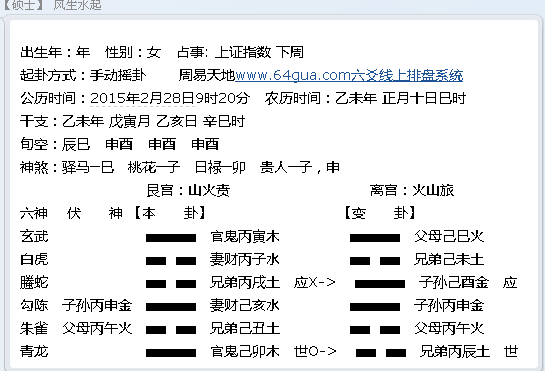 【硕士】 风生水起
出生年：年 性别：女 占事: 上证指数 下周
起卦方式：手动摇卦 周易天地www.64gua.com六爻线上排盘系统
公历时间：2015年2月28日9时20分 农历时间：乙未年 正月十日巳时
干支：乙未年 戊寅月 乙亥日 辛巳时
旬空：辰巳 申酉 申酉 申酉
神煞：驿马—巳 桃花—子 日禄—卯 贵人—子，申
艮宫：山火贲 离宫：火山旅
六神 伏 神 【本 卦】 【变 卦】
玄武 官鬼丙寅木 父母己巳火
白虎 妻财丙子水 兄弟己未土
螣蛇 兄弟丙戌土 应X-> 子孙己酉金 应
勾陈 子孙丙申金 妻财己亥水 子孙丙申金
朱雀 父母丙午火 兄弟己丑土 父母丙午火
青龙 官鬼己卯木 世O-> 兄弟丙辰土 世